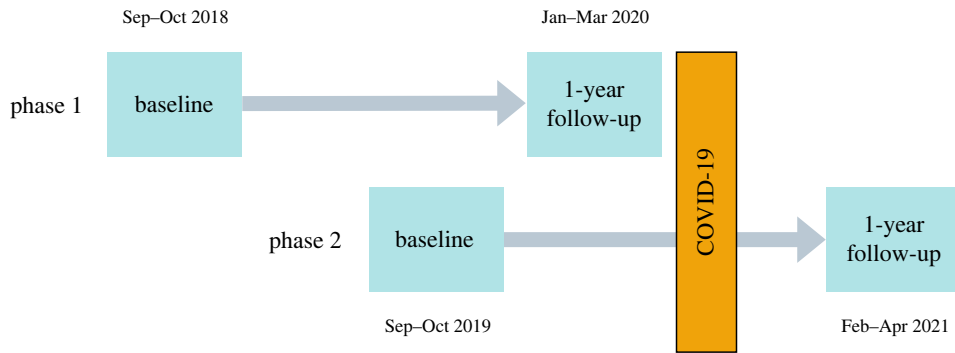 Sep–Oct 2018
Jan–Mar 2020
phase 1
baseline
1-year
follow-up
COVID-19
phase 2
baseline
1-year
follow-up
Sep–Oct 2019
Feb–Apr 2021